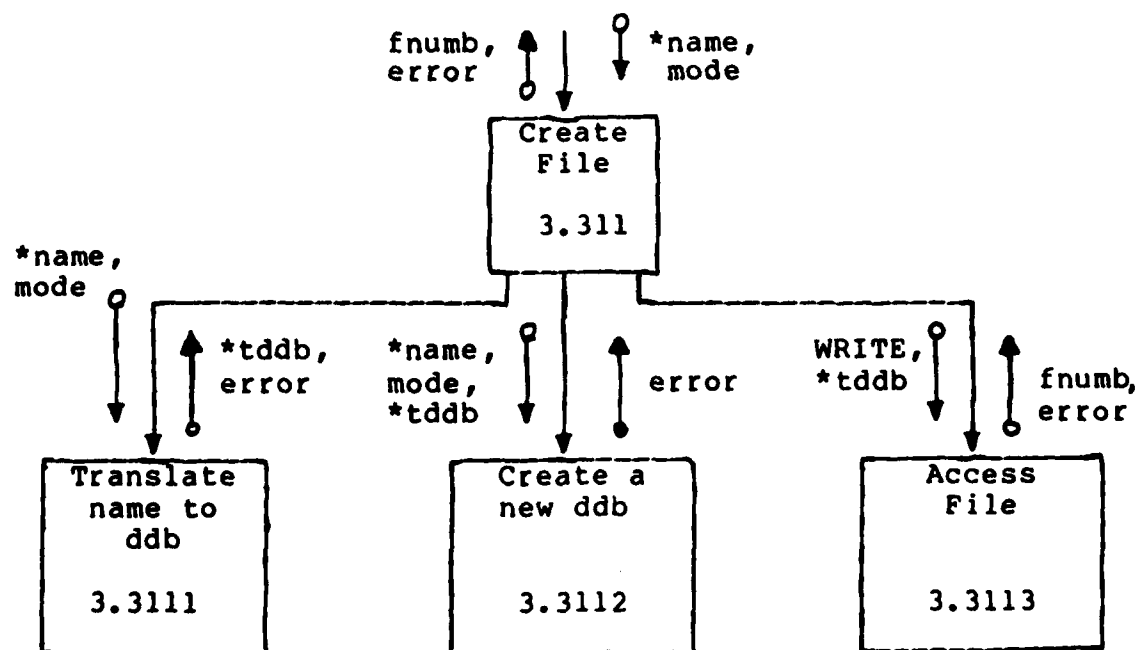 fnumb,
error
*name,
mode
Create
File
3.311
*name,
mode
*tddb,
error
*name,
mode,
*tddb
error
WRITE,
*tddb
fnumb,
error
Translate
name to
ddb
3.3111
Create a
new ddb
3.3112
Access
File
3.3113